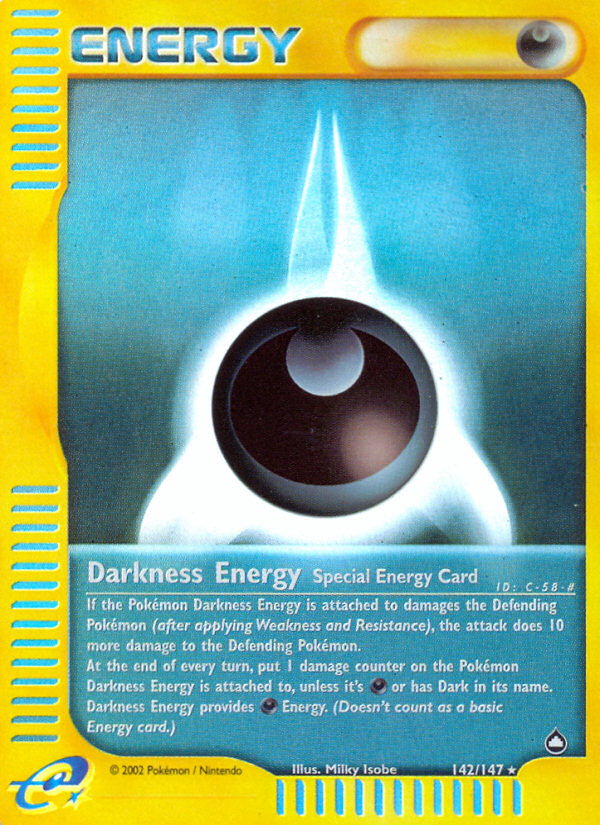 ENERGY
Darkness Energy Special Energy Card
ID: C-58-#
If the Pokémon Darkness Energy is attached to damages the Defending
Pokémon (after applying Weakness and Resistance), the attack does 10
more damage to the Defending Pokémon.
At the end of every turn, put 1 damage counter on the Pokémon
Darkness Energy is attached to, unless it's or has Dark in its name.
Darkness Energy provides Energy. (Doesn't count as a basic
Energy card.)
© 2002 Pokémon / Nintendo Illus. Milky Isobe 142/147 ★
e